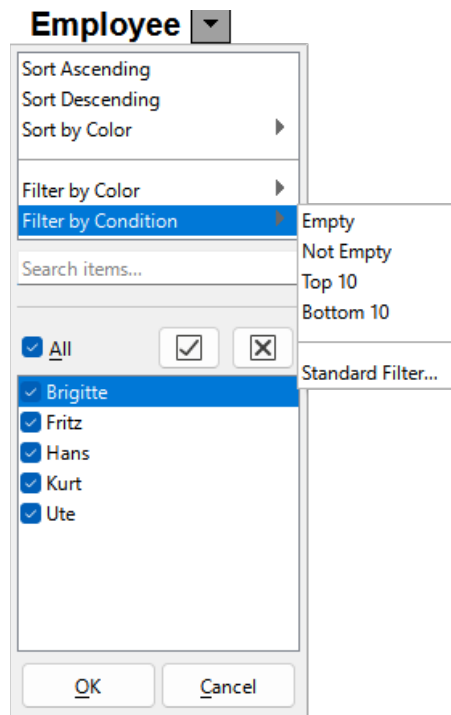 Employee
Sort Ascending
Sort Descending
Sort by Color
Filter by Color
Filter by Condition
Empty
Not Empty
Top 10
Bottom 10
Standard Filter...
Search items...
All
Brigitte
Fritz
Hans
Kurt
Ute
OK
Cancel